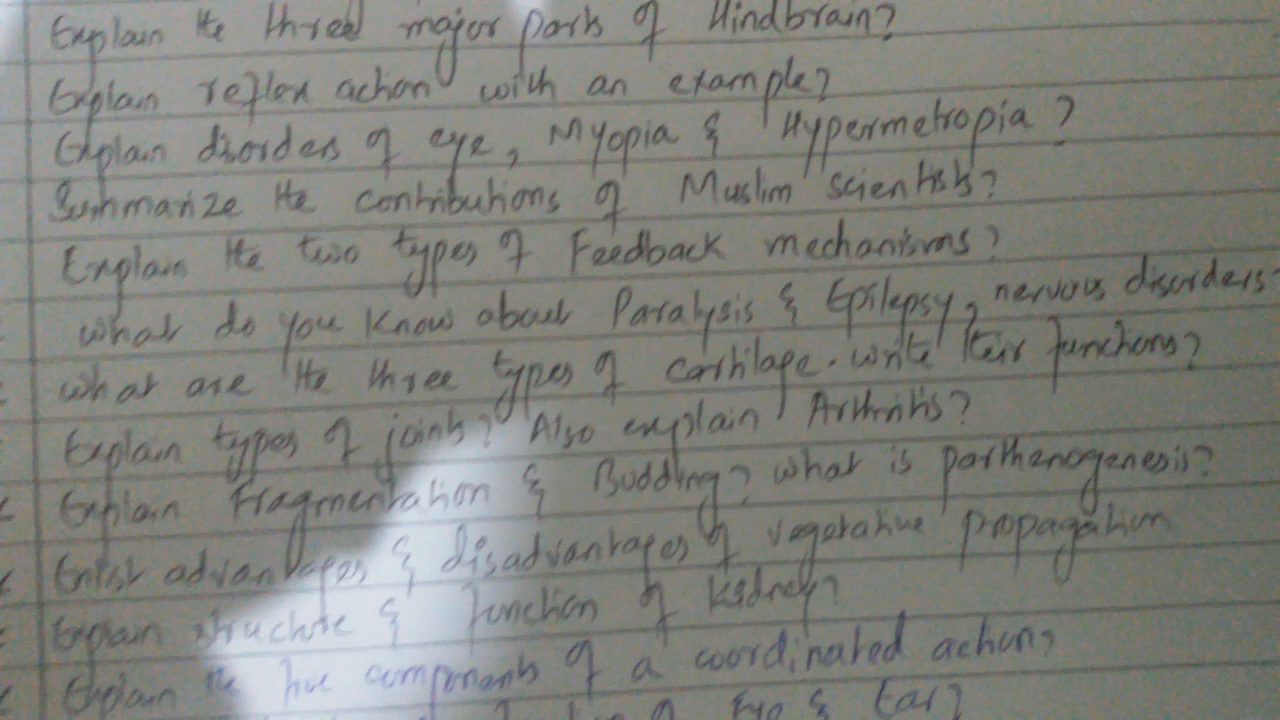 Explain the three major parts of Hindbrain?
Explain reflex action with an example?
Explain disorders of eye, Myopia & Hypermetropia?
Summarize the contributions of Muslim scientists?
Explain the two types of Feedback mechanisms?
What do you know about Paralysis & Epilepsy, nervous disorders?
What are the three types of cartilage. Write their functions?
Explain types of joints? Also explain Arthritis?
Explain Fragmentation & Budding? What is parthenogenesis?
Enlist advantages & disadvantages of vegetative propagation
Explain structure & function of kidney?
Explain the five components of a coordinated action?
of Eye & Ear?